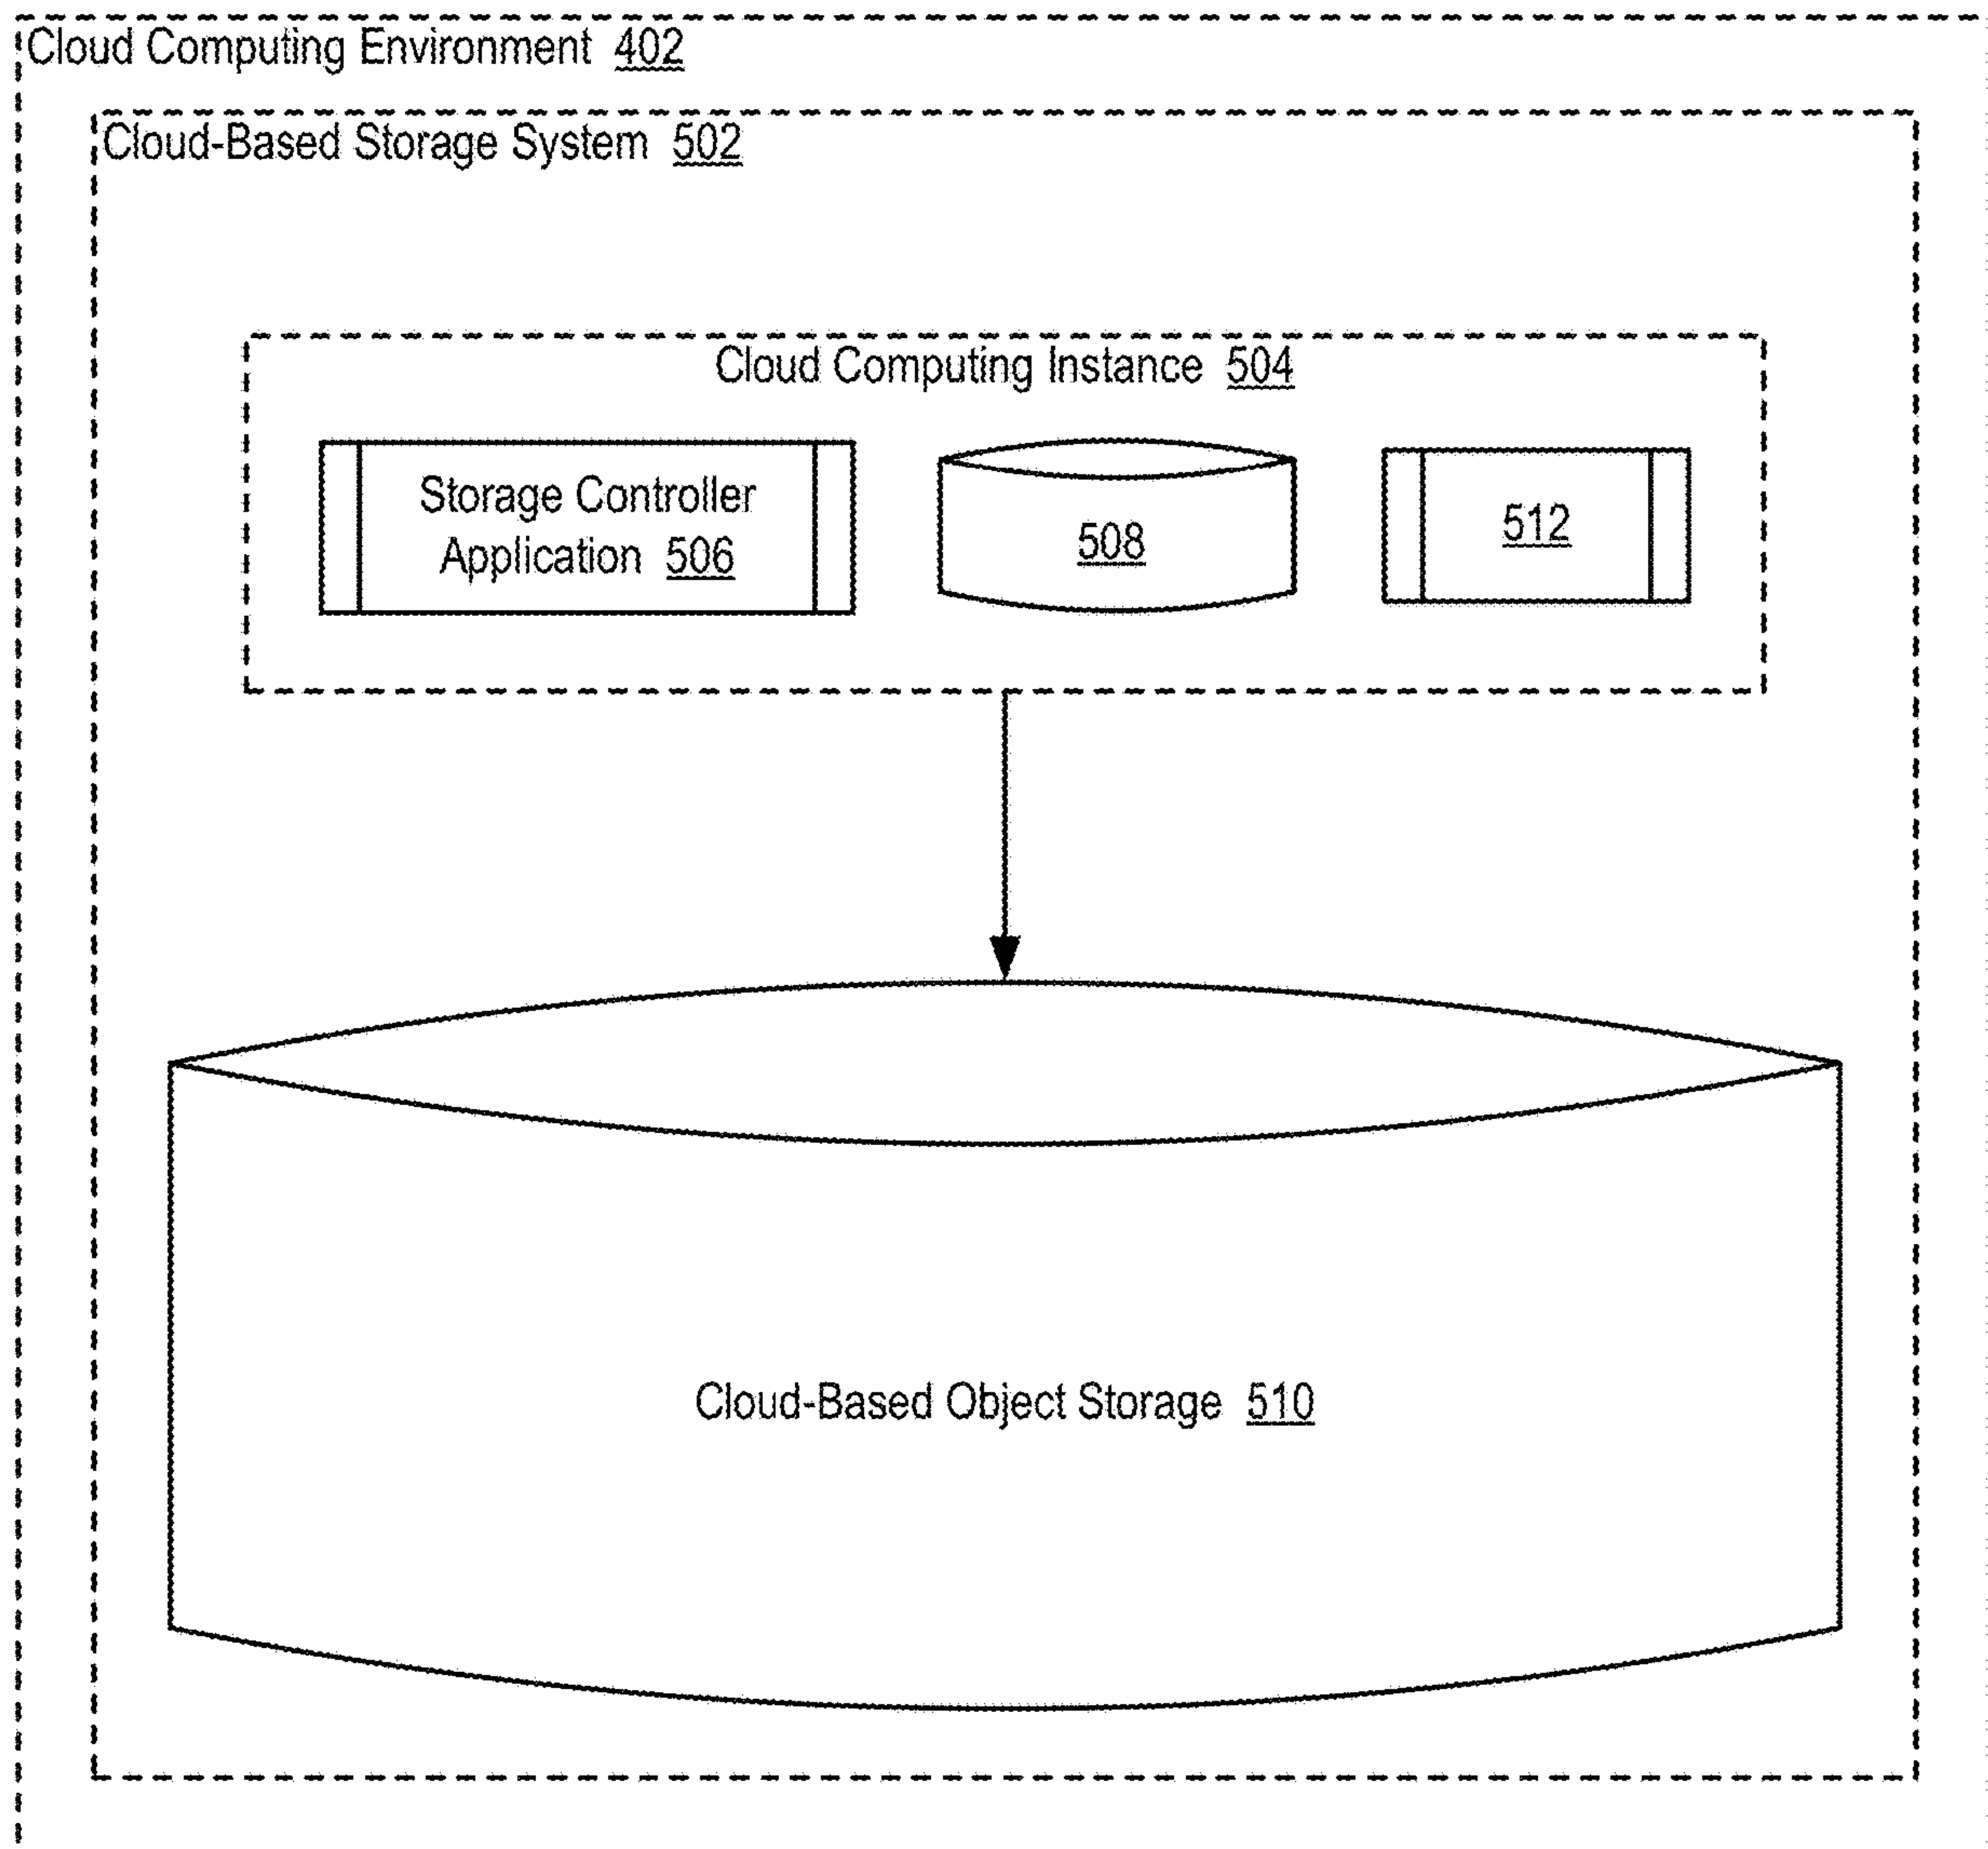 Cloud Computing Environment 402
Cloud-Based Storage System 502
Cloud Computing Instance 504
Storage Controller
Application 506
508
512
Cloud-Based Object Storage 510